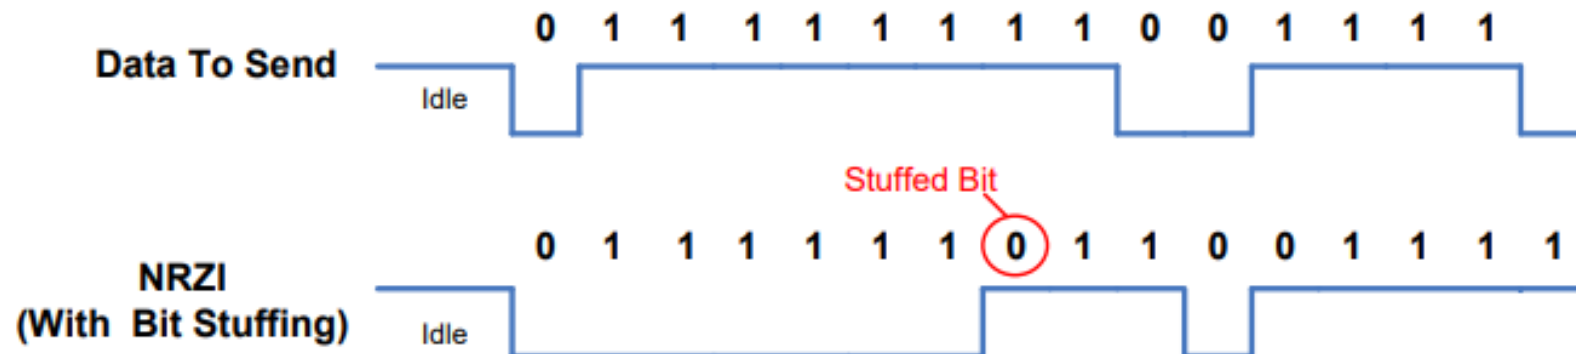 0 1 1 1 1 1 1 1 1 0 0 1 1 1 1
Data To Send
Idle
Stuffed Bit
0 1 1 1 1 1 1 0 1 1 0 0 1 1 1 1
NRZI
(With Bit Stuffing)
Idle